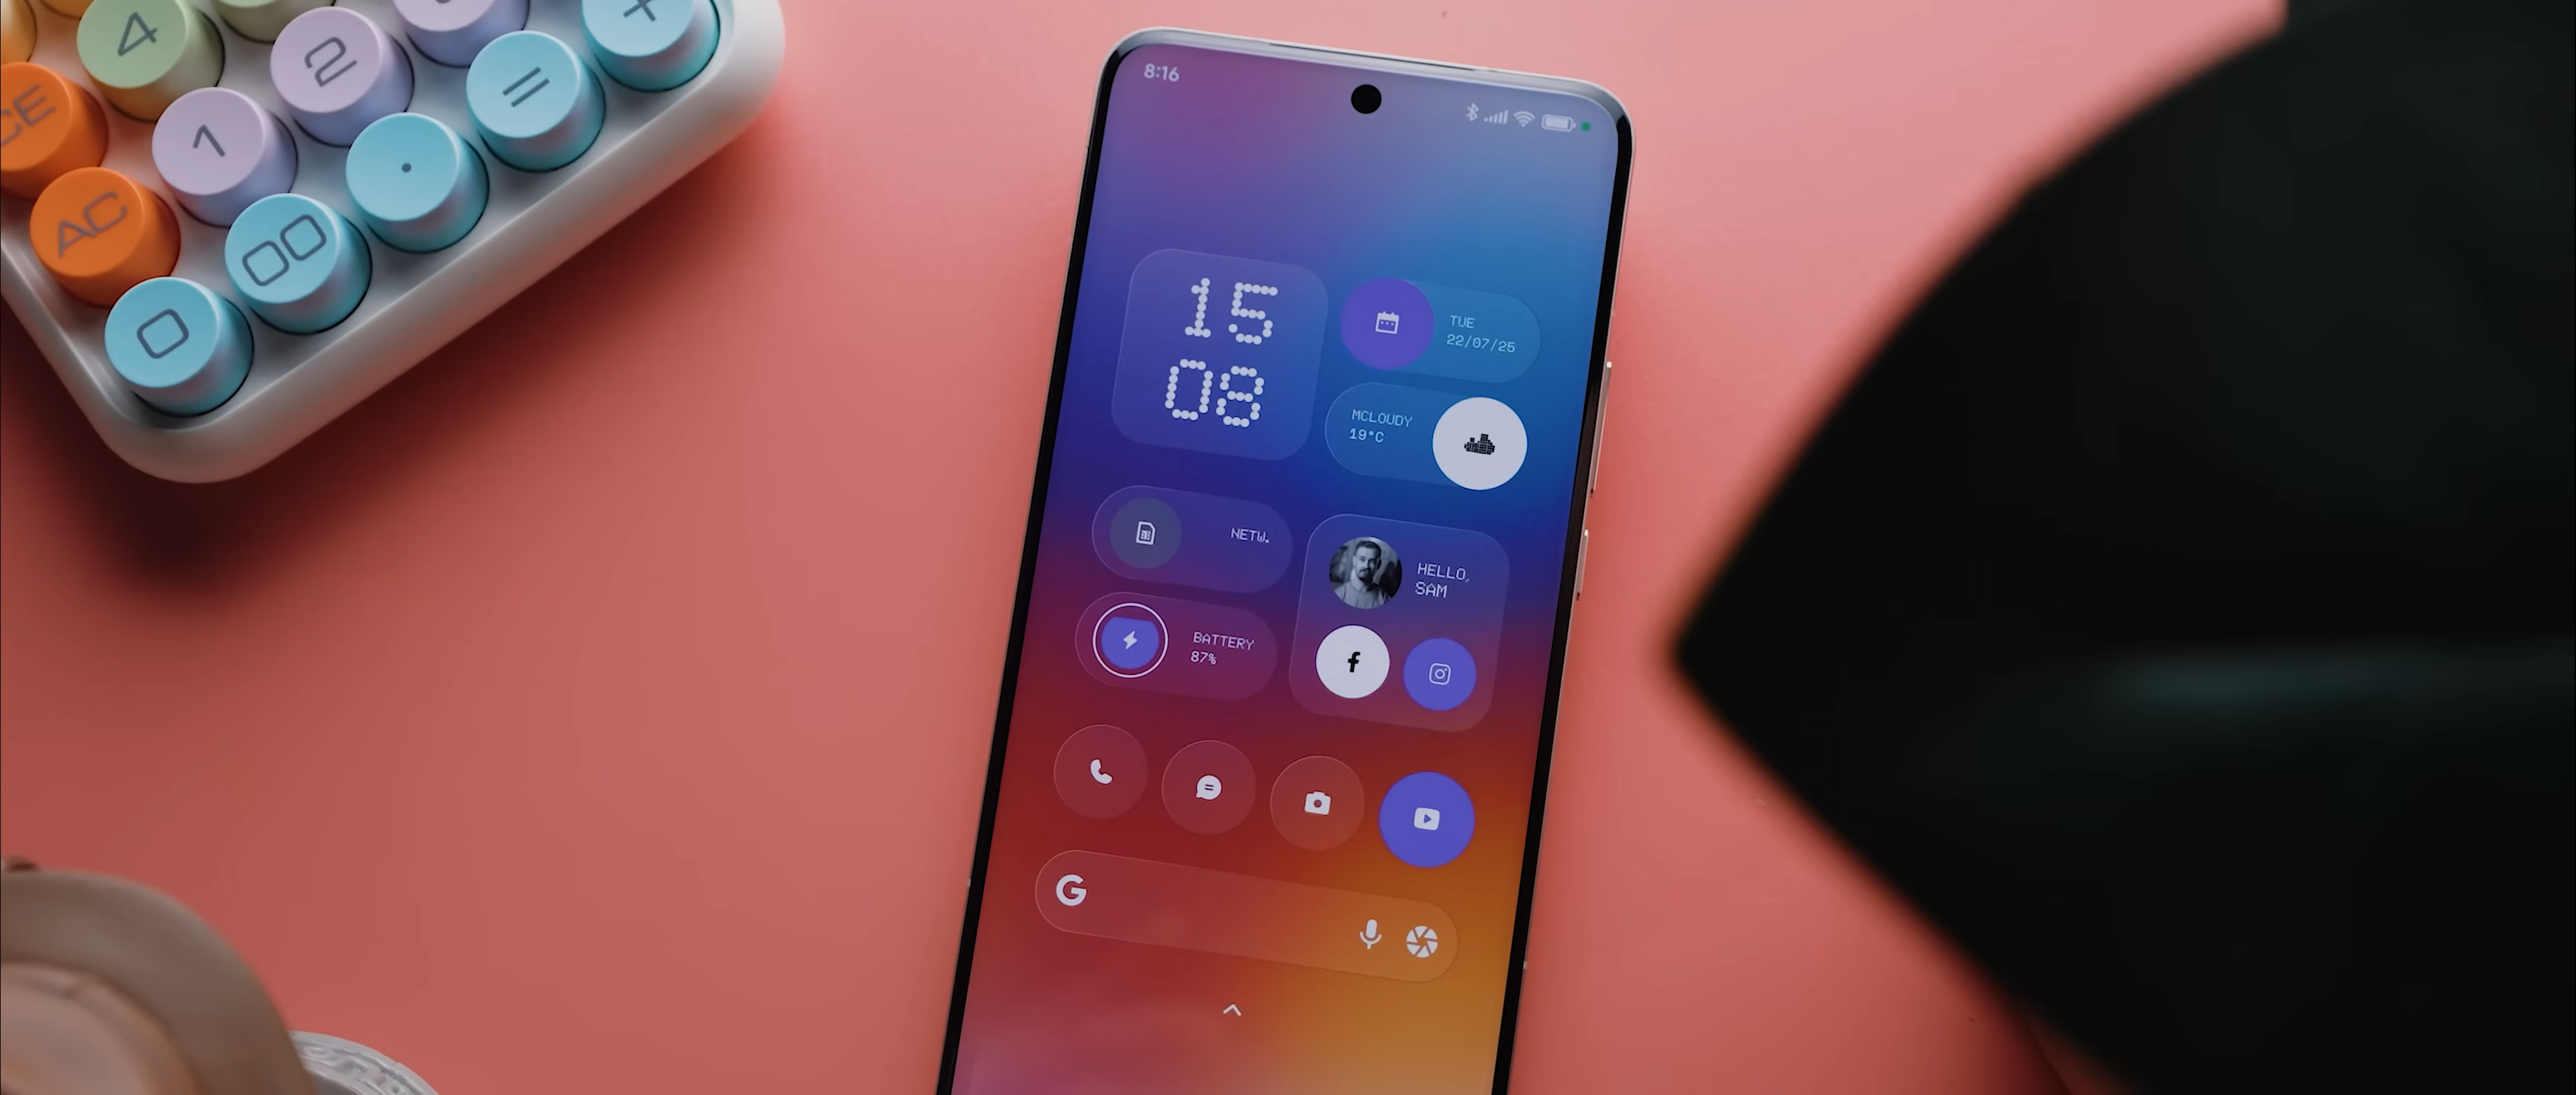 4
2
+
CE
1
=
AC
.
00
0
8:16
15
08
TUE
22/07/25
MCLOUDY
19°C
NETW.
HELLO,
SAM
BATTERY
87%
f
G